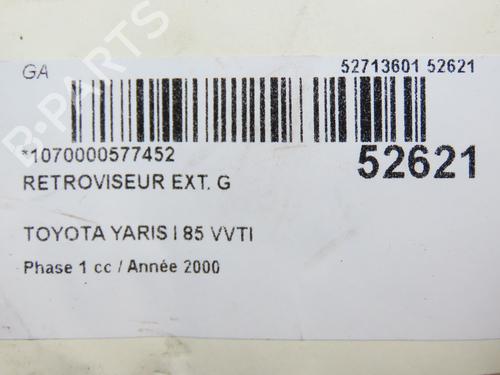 GA
52713601 52621
*1070000577452
52621
RETROVISEUR EXT. G
TOYOTA YARIS I 85 VVTI
Phase 1 cc / Année 2000
B-PARTS